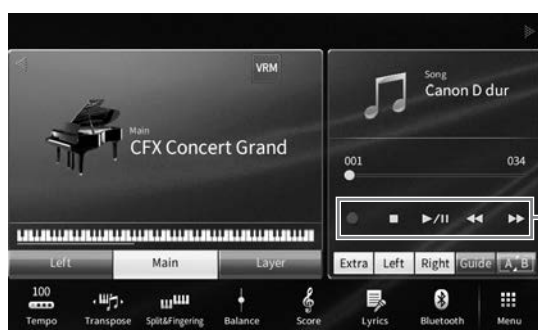 VRM
Main
CFX Concert Grand
Left
Main
Layer
Song
Canon D dur
001
034
Extra
Left
Right
Guide
A B
100
Tempo
Transpose
Split&Fingering
Balance
Score
Lyrics
Bluetooth
Menu